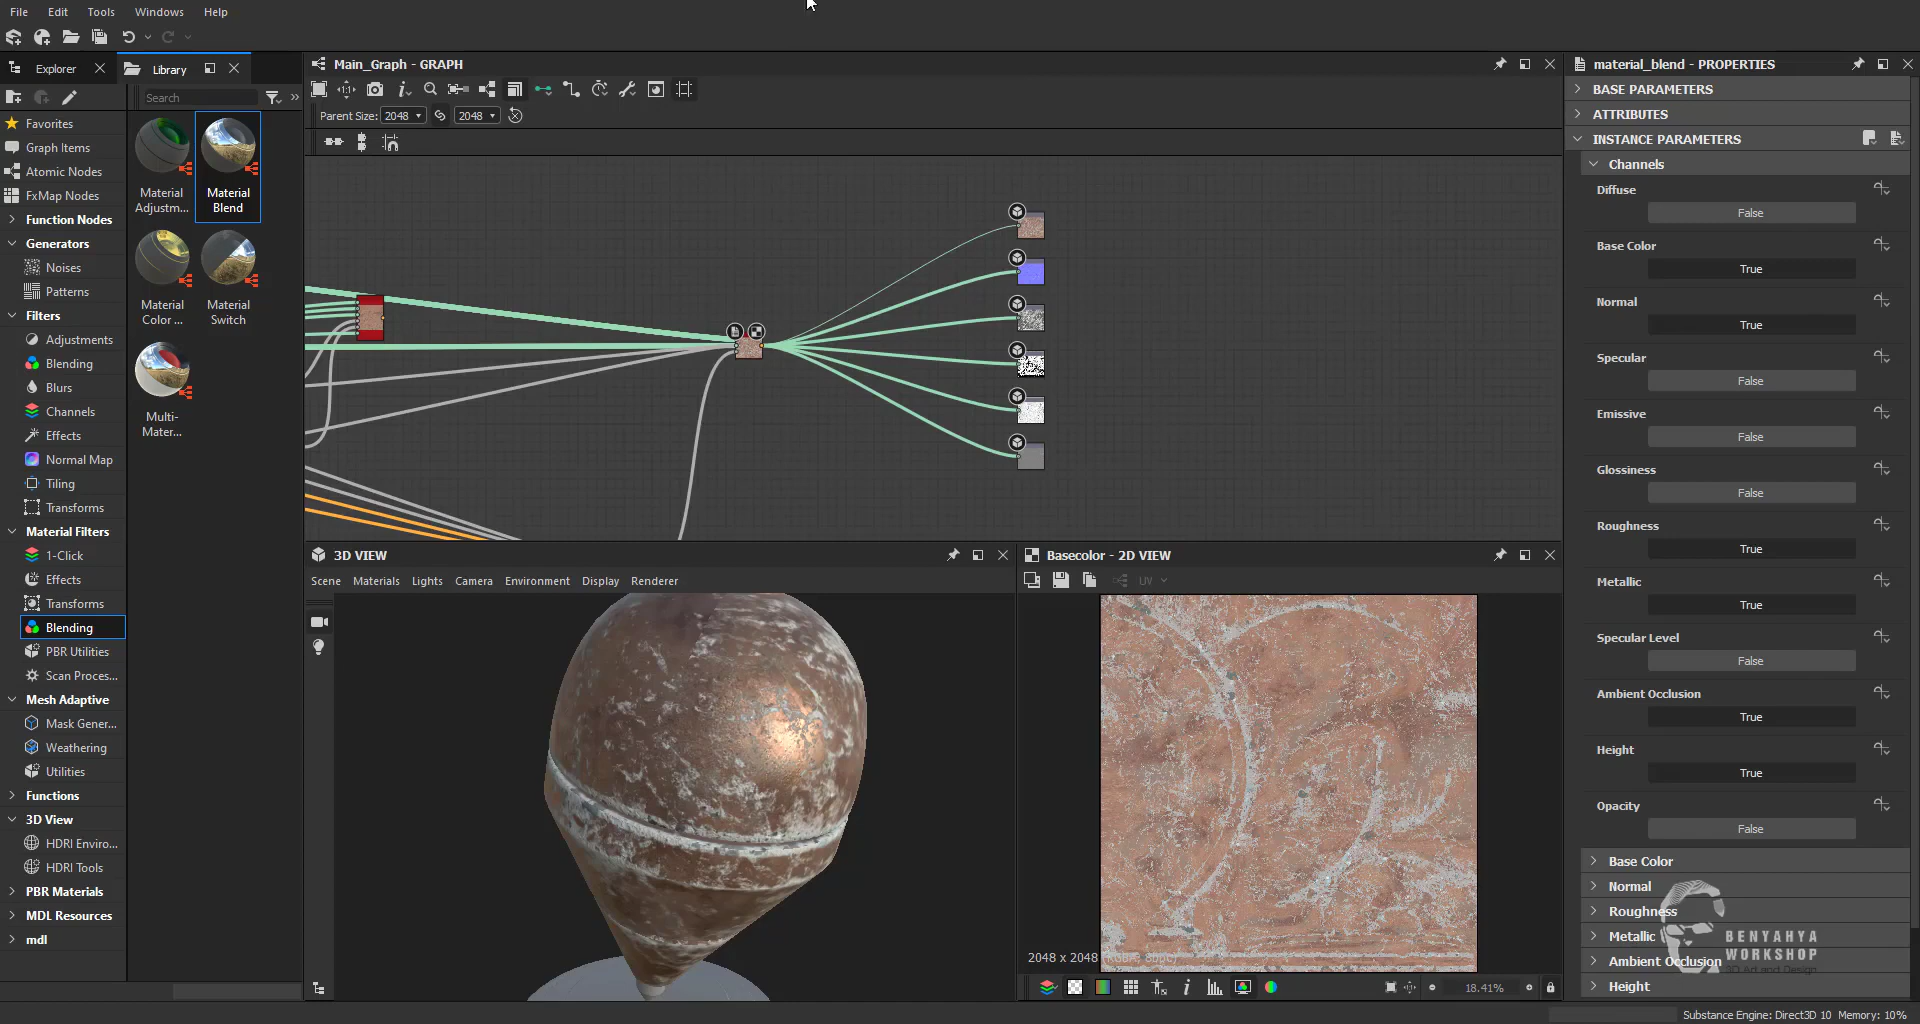 File Edit Tools Windows Help
Explorer
Library
Search
Favorites
Graph Items
Atomic Nodes
FxMap Nodes
Function Nodes
Generators
Noises
Patterns
Filters
Adjustments
Blending
Blurs
Channels
Effects
Normal Map
Tiling
Transforms
Material Filters
1-Click
Effects
Transforms
Blending
PBR Utilities
Scan Proces...
Mesh Adaptive
Mask Gener...
Weathering
Utilities
Functions
3D View
HDRI Enviro...
HDRI Tools
PBR Materials
MDL Resources
mdl
Material
Adjustm...
Material
Blend
Material
Color ...
Material
Switch
Multi-
Mater...
Main_Graph - GRAPH
Parent Size: 2048 2048
3D VIEW
Scene Materials Lights Camera Environment Display Renderer
Basecolor - 2D VIEW
UV
2048 x 2048
18.41%
material_blend - PROPERTIES
BASE PARAMETERS
ATTRIBUTES
INSTANCE PARAMETERS
Channels
Diffuse
False
Base Color
True
Normal
True
Specular
False
Emissive
False
Glossiness
False
Roughness
True
Metallic
True
Specular Level
False
Ambient Occlusion
True
Height
True
Opacity
False
Base Color
Normal
Roughness
Metallic
Ambient Occlusion
Height
BENYAHYA
WORKSHOP
3D Art and Design
Substance Engine: Direct3D 10 Memory: 10%